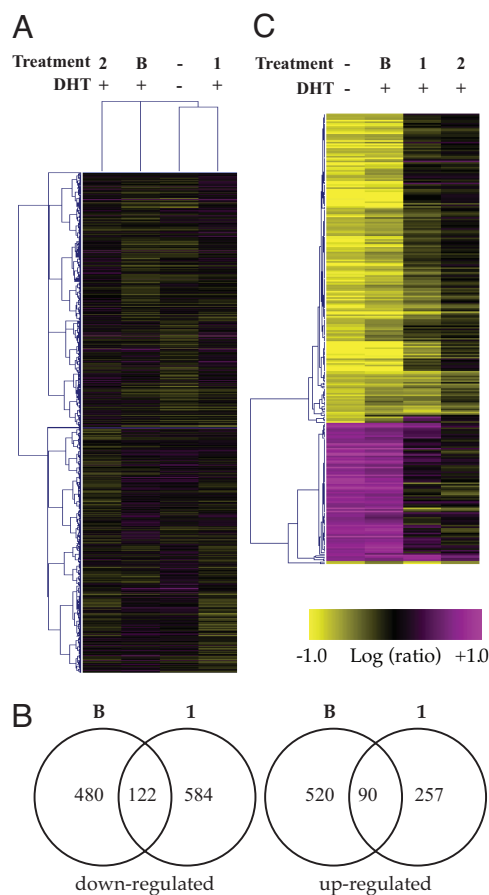 A
Treatment 2 B - 1
DHT + + - +
C
Treatment - B 1 2
DHT - + + +
-1.0 Log (ratio) +1.0
B
B 1
480 122 584
down-regulated
B 1
520 90 257
up-regulated